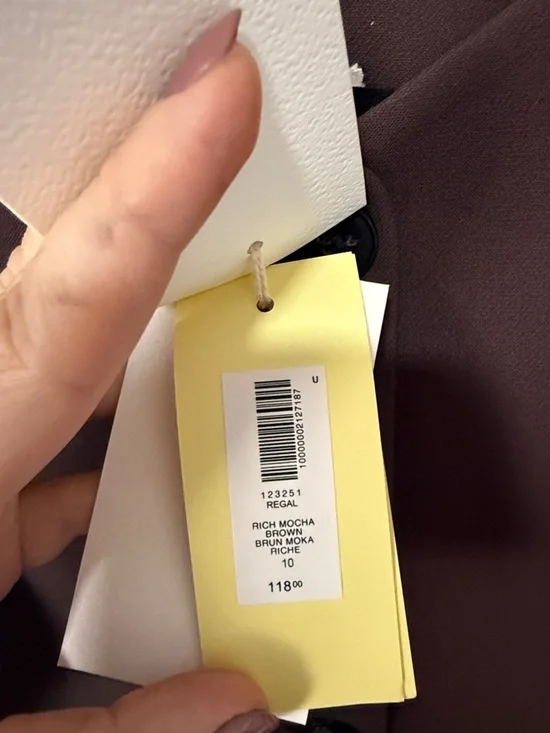 U
10000002127187
123251
REGAL
RICH MOCHA
BROWN
BRUN MOKA
RICHE
10
118⁰⁰